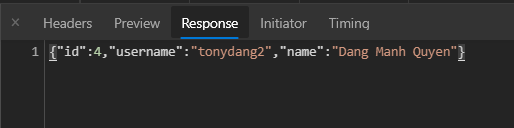 × Headers Preview Response Initiator Timing
1 {"id":4,"username":"tonydang2","name":"Dang Manh Quyen"}